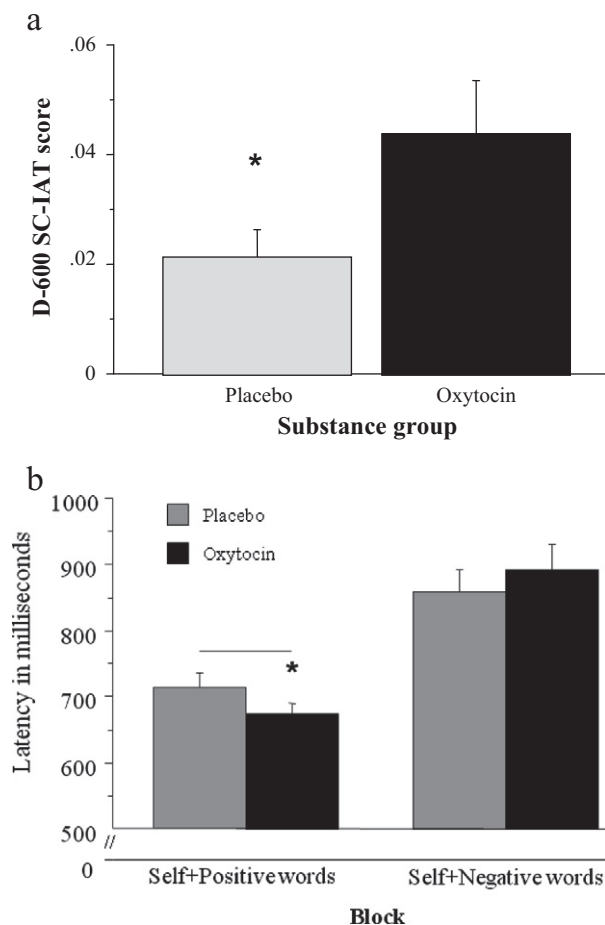 a
D-600 SC-IAT score
.06
.04
.02
0
*
Placebo
Oxytocin
Substance group
b
Latency in milliseconds
1000
900
800
700
600
500
//
0
Placebo
Oxytocin
*
Self+Positive words
Self+Negative words
Block